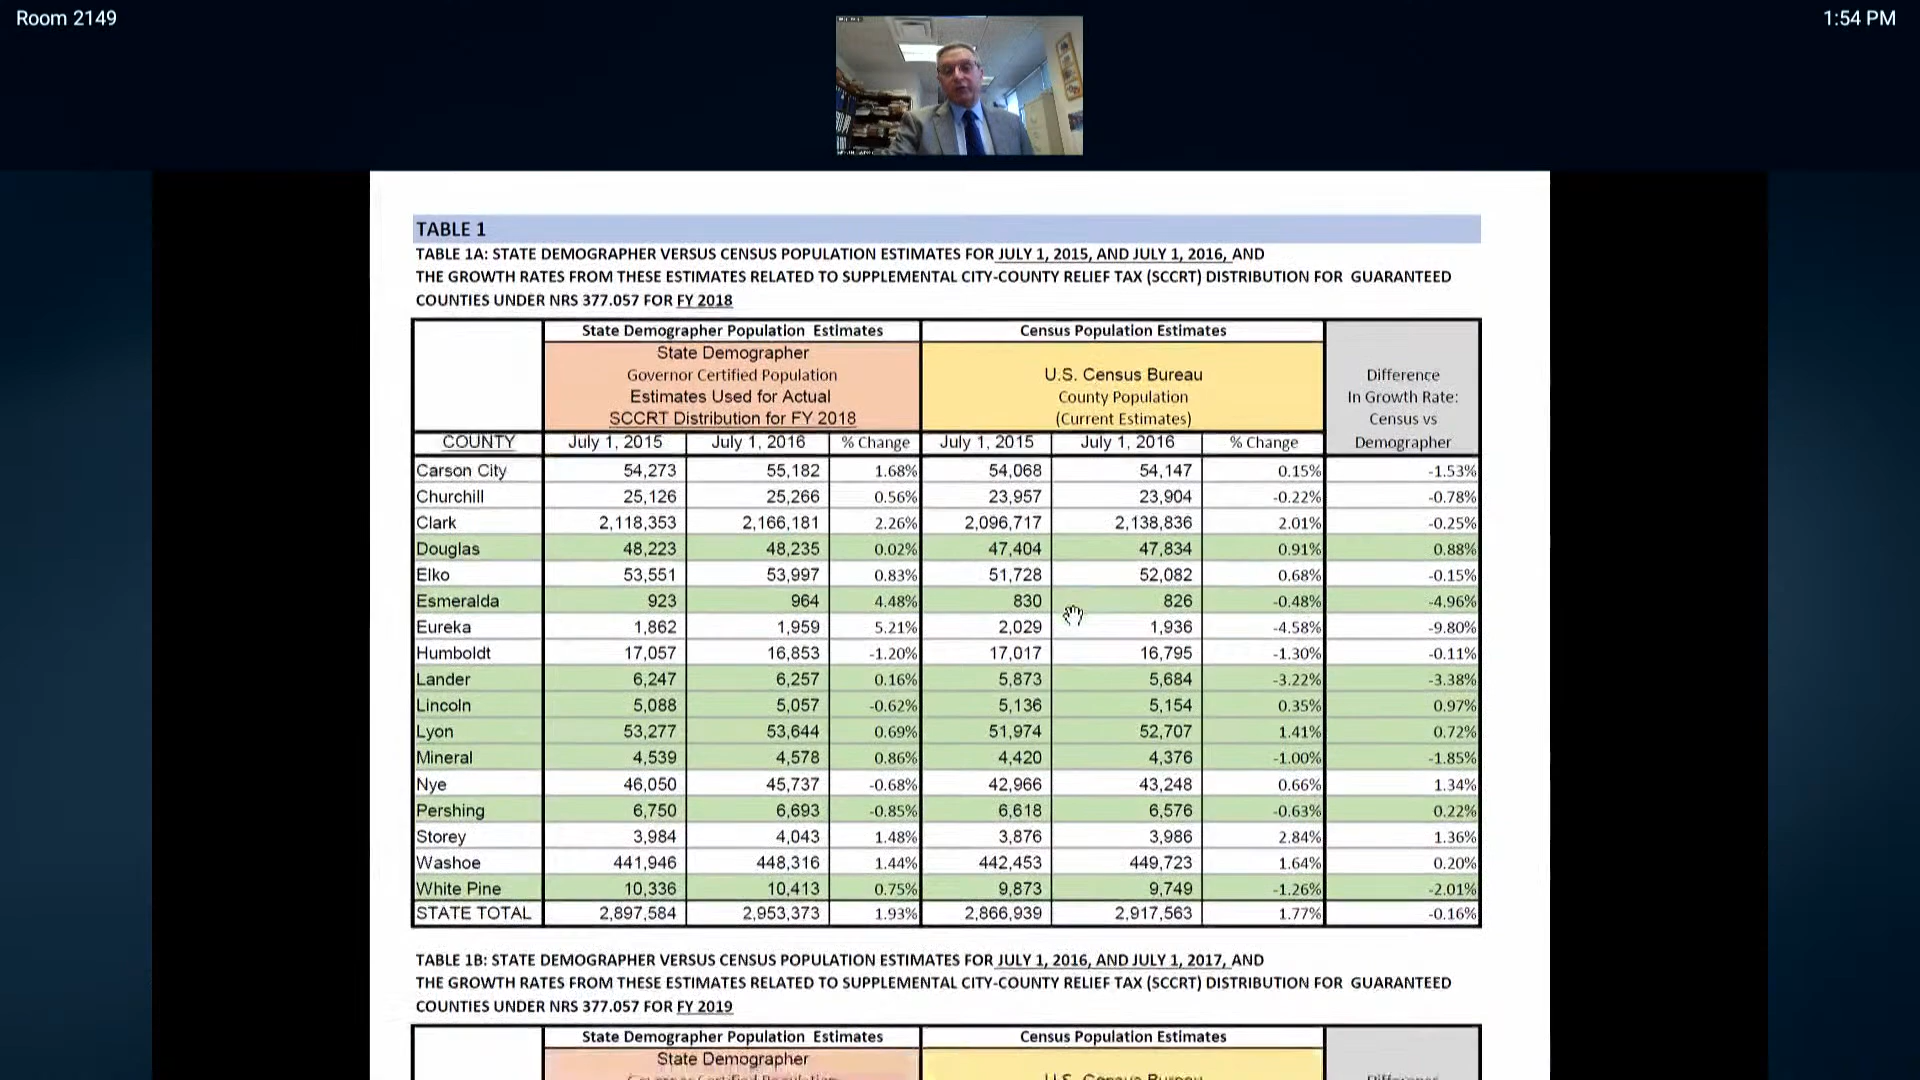 Room 2149
1:54 PM
TABLE 1
TABLE 1A: STATE DEMOGRAPHER VERSUS CENSUS POPULATION ESTIMATES FOR JULY 1, 2015, AND JULY 1, 2016, AND
THE GROWTH RATES FROM THESE ESTIMATES RELATED TO SUPPLEMENTAL CITY-COUNTY RELIEF TAX (SCCRT) DISTRIBUTION FOR GUARANTEED
COUNTIES UNDER NRS 377.057 FOR FY 2018
State Demographer Population Estimates
Census Population Estimates
State Demographer
Governor Certified Population
Estimates Used for Actual
SCCRT Distribution for FY 2018
U.S. Census Bureau
County Population
(Current Estimates)
Difference
In Growth Rate:
Census vs
Demographer
COUNTY July 1, 2015 July 1, 2016 % Change July 1, 2015 July 1, 2016 % Change
Carson City 54,273 55,182 1.68% 54,068 54,147 0.15% -1.53%
Churchill 25,126 25,266 0.56% 23,957 23,904 -0.22% -0.78%
Clark 2,118,353 2,166,181 2.26% 2,096,717 2,138,836 2.01% -0.25%
Douglas 48,223 48,235 0.02% 47,404 47,834 0.91% 0.88%
Elko 53,551 53,997 0.83% 51,728 52,082 0.68% -0.15%
Esmeralda 923 964 4.48% 830 826 -0.48% -4.96%
Eureka 1,862 1,959 5.21% 2,029 1,936 -4.58% -9.80%
Humboldt 17,057 16,853 -1.20% 17,017 16,795 -1.30% -0.11%
Lander 6,247 6,257 0.16% 5,873 5,684 -3.22% -3.38%
Lincoln 5,088 5,057 -0.62% 5,136 5,154 0.35% 0.97%
Lyon 53,277 53,644 0.69% 51,974 52,707 1.41% 0.72%
Mineral 4,539 4,578 0.86% 4,420 4,376 -1.00% -1.85%
Nye 46,050 45,737 -0.68% 42,966 43,248 0.66% 1.34%
Pershing 6,750 6,693 -0.85% 6,618 6,576 -0.63% 0.22%
Storey 3,984 4,043 1.48% 3,876 3,986 2.84% 1.36%
Washoe 441,946 448,316 1.44% 442,453 449,723 1.64% 0.20%
White Pine 10,336 10,413 0.75% 9,873 9,749 -1.26% -2.01%
STATE TOTAL 2,897,584 2,953,373 1.93% 2,866,939 2,917,563 1.77% -0.16%
TABLE 1B: STATE DEMOGRAPHER VERSUS CENSUS POPULATION ESTIMATES FOR JULY 1, 2016, AND JULY 1, 2017, AND
THE GROWTH RATES FROM THESE ESTIMATES RELATED TO SUPPLEMENTAL CITY-COUNTY RELIEF TAX (SCCRT) DISTRIBUTION FOR GUARANTEED
COUNTIES UNDER NRS 377.057 FOR FY 2019
State Demographer Population Estimates
Census Population Estimates
State Demographer